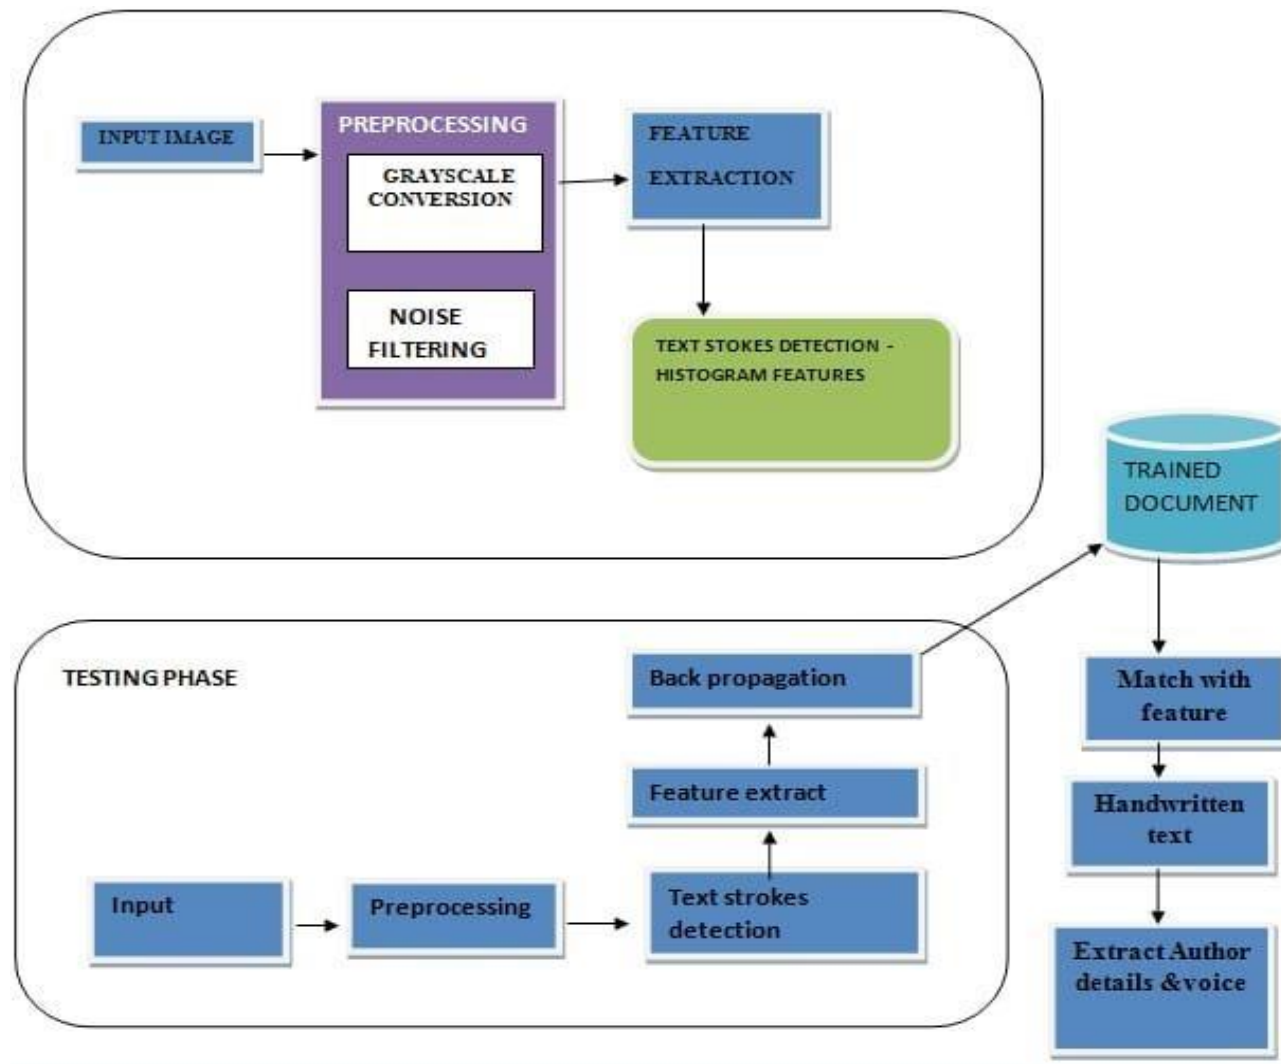 INPUT IMAGE
PREPROCESSING
GRAYSCALE
CONVERSION
NOISE
FILTERING
FEATURE
EXTRACTION
TEXT STOKES DETECTION -
HISTOGRAM FEATURES
TRAINED
DOCUMENT
TESTING PHASE
Back propagation
Feature extract
Input
Preprocessing
Text strokes
detection
Match with
feature
Handwritten
text
Extract Author
details &voice